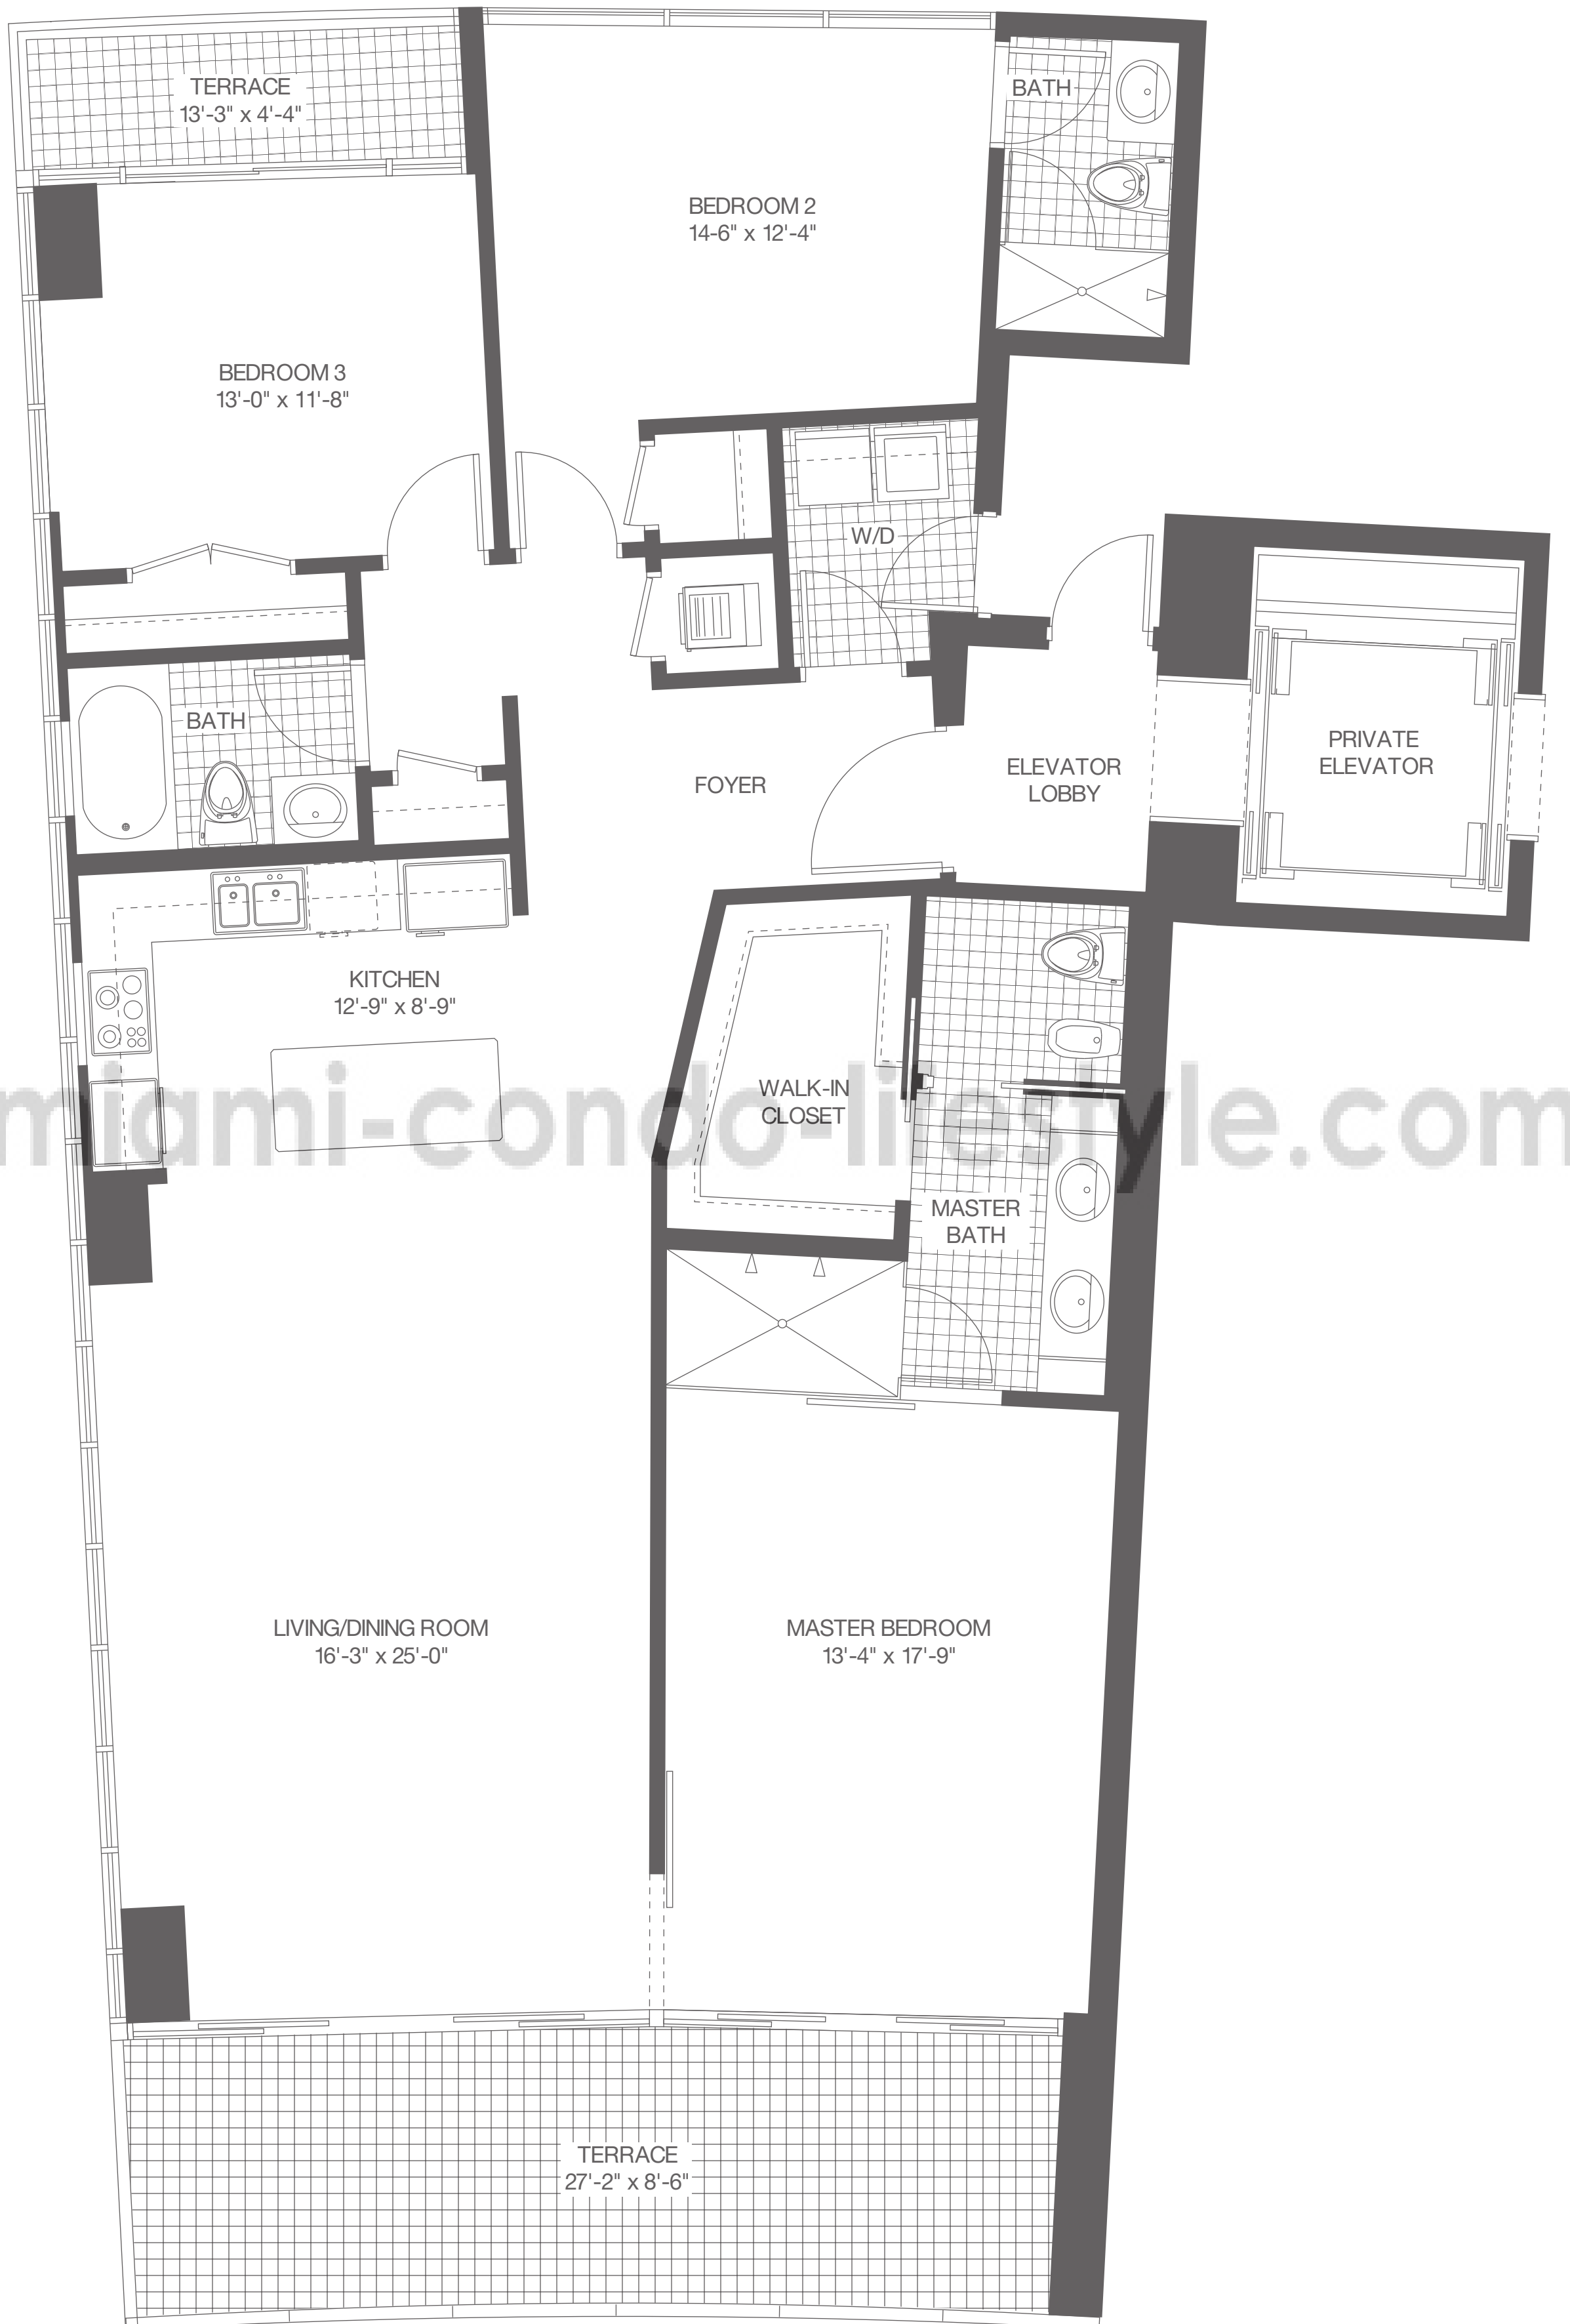 TERRACE
13'-3" x 4'-4"
BATH
BEDROOM 2
14-6" x 12'-4"
BEDROOM 3
13'-0" x 11'-8"
W/D
BATH
FOYER
ELEVATOR
LOBBY
PRIVATE
ELEVATOR
KITCHEN
12'-9" x 8'-9"
WALK-IN
CLOSET
miami-condo-lifestyle.com
MASTER
BATH
LIVING/DINING ROOM
16'-3" x 25'-0"
MASTER BEDROOM
13'-4" x 17'-9"
TERRACE
27'-2" x 8'-6"